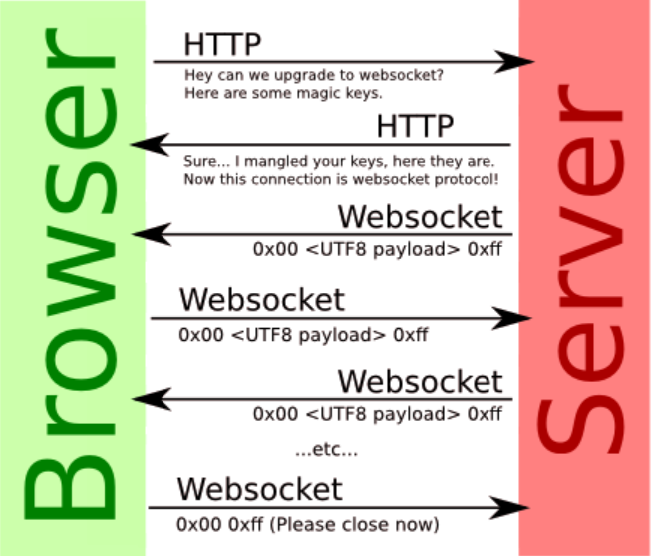 Browser
Server
HTTP
Hey can we upgrade to websocket?
Here are some magic keys.
HTTP
Sure... I mangled your keys, here they are.
Now this connection is websocket protocol!
Websocket
0x00 <UTF8 payload> 0xff
Websocket
0x00 <UTF8 payload> 0xff
Websocket
0x00 <UTF8 payload> 0xff
...etc...
Websocket
0x00 0xff (Please close now)